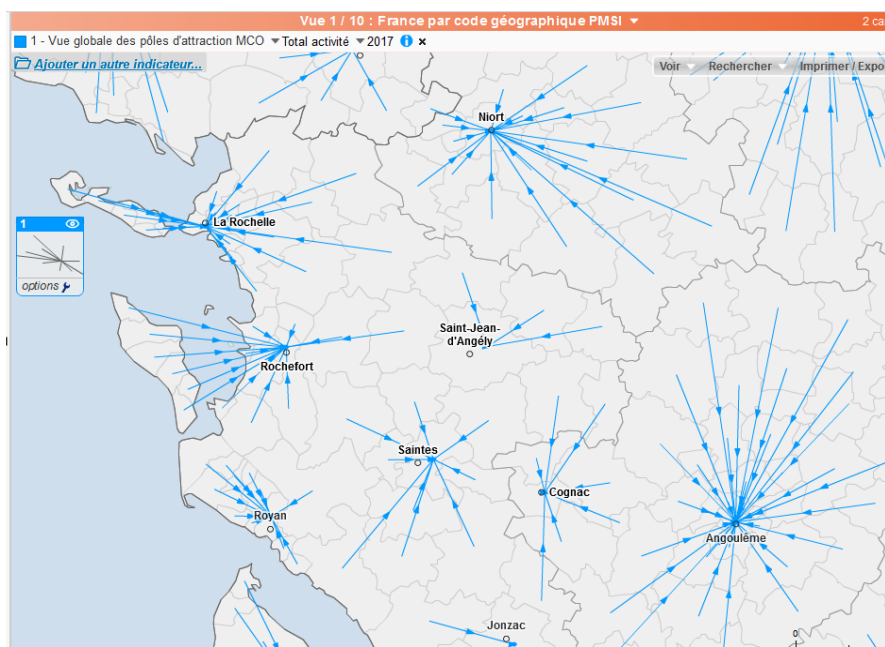 Vue 1 / 10 : France par code géographique PMSI
2 ca
1 - Vue globale des pôles d'attraction MCO Total activité 2017
Ajouter un autre indicateur...
Voir Rechercher Imprimer / Expo
Niort
La Rochelle
1
options
Saint-Jean-
d'Angély
Rochefort
Saintes
Cognac
Royan
Angoulême
Jonzac
0